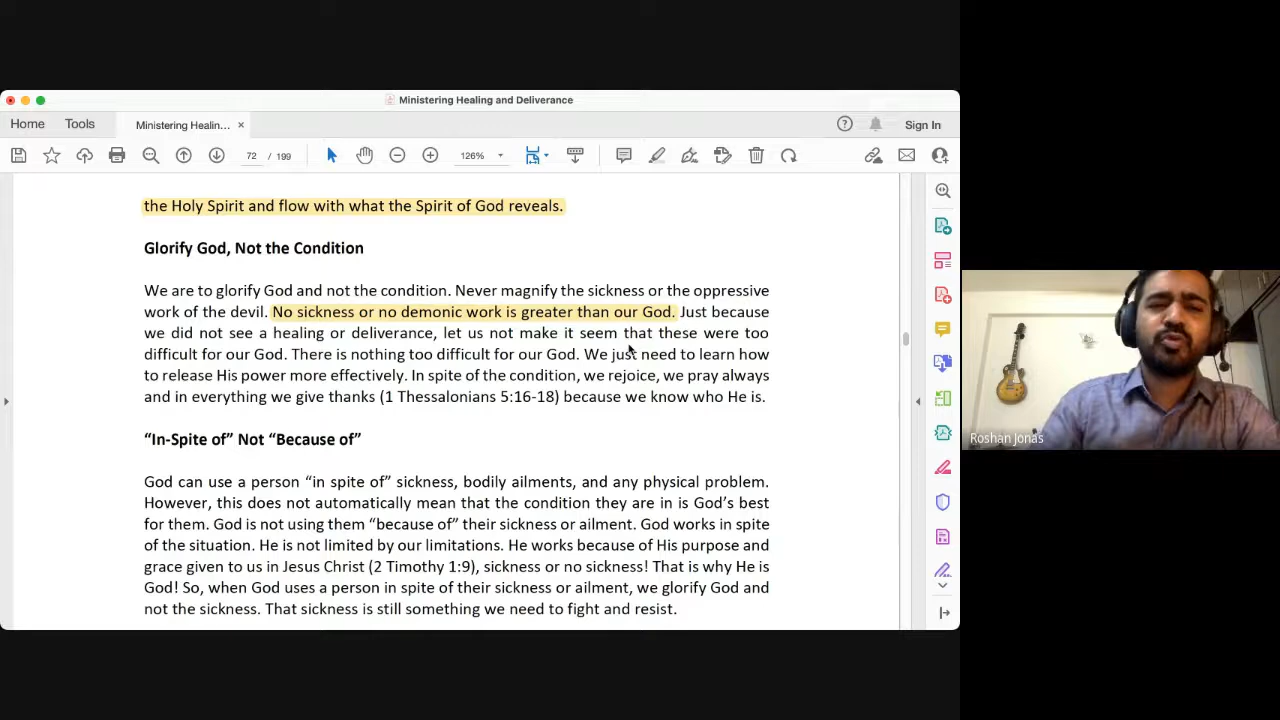 Ministering Healing and Deliverance
Home
Tools
Ministering Healin... ×
Sign In
72 / 199
126%
the Holy Spirit and flow with what the Spirit of God reveals.
Glorify God, Not the Condition
We are to glorify God and not the condition. Never magnify the sickness or the oppressive
work of the devil. No sickness or no demonic work is greater than our God. Just because
we did not see a healing or deliverance, let us not make it seem that these were too
difficult for our God. There is nothing too difficult for our God. We just need to learn how
to release His power more effectively. In spite of the condition, we rejoice, we pray always
and in everything we give thanks (1 Thessalonians 5:16-18) because we know who He is.
“In-Spite of” Not “Because of”
God can use a person “in spite of” sickness, bodily ailments, and any physical problem.
However, this does not automatically mean that the condition they are in is God’s best
for them. God is not using them “because of” their sickness or ailment. God works in spite
of the situation. He is not limited by our limitations. He works because of His purpose and
grace given to us in Jesus Christ (2 Timothy 1:9), sickness or no sickness! That is why He is
God! So, when God uses a person in spite of their sickness or ailment, we glorify God and
not the sickness. That sickness is still something we need to fight and resist.
Roshan Jonas